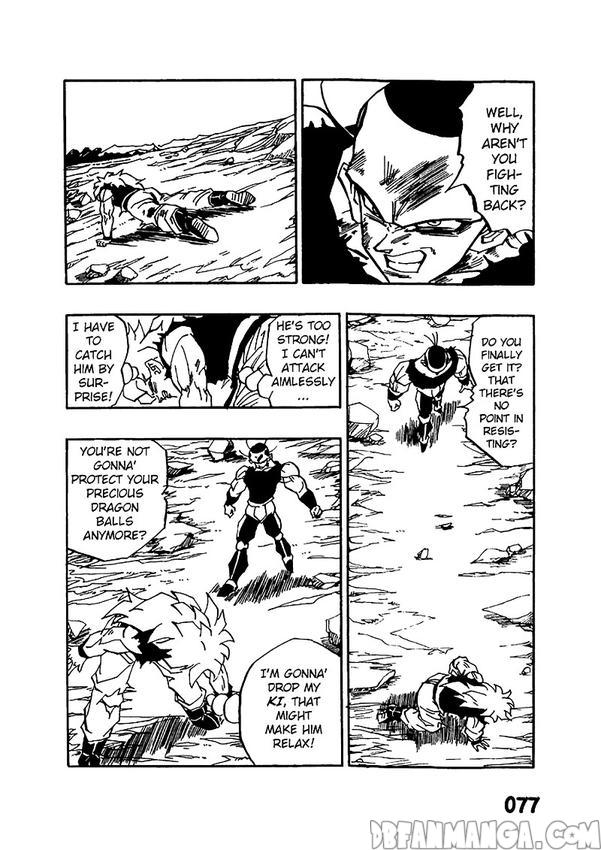 WELL,
WHY
AREN'T
YOU
FIGH-
TING
BACK?
DO YOU
FINALLY
GET IT?
THAT
THERE'S
NO
POINT IN
RESIS-
TING?
HE'S TOO
STRONG!
I CAN'T
ATTACK
AIMLESSLY
...
I HAVE
TO
CATCH
HIM BY
SUR-
PRISE!
YOU'RE NOT
GONNA'
PROTECT YOUR
PRECIOUS
DRAGON
BALLS
ANYMORE?
I'M GONNA'
DROP MY
KI, THAT
MIGHT
MAKE HIM
RELAX!
077
DBFANMANGA.COM